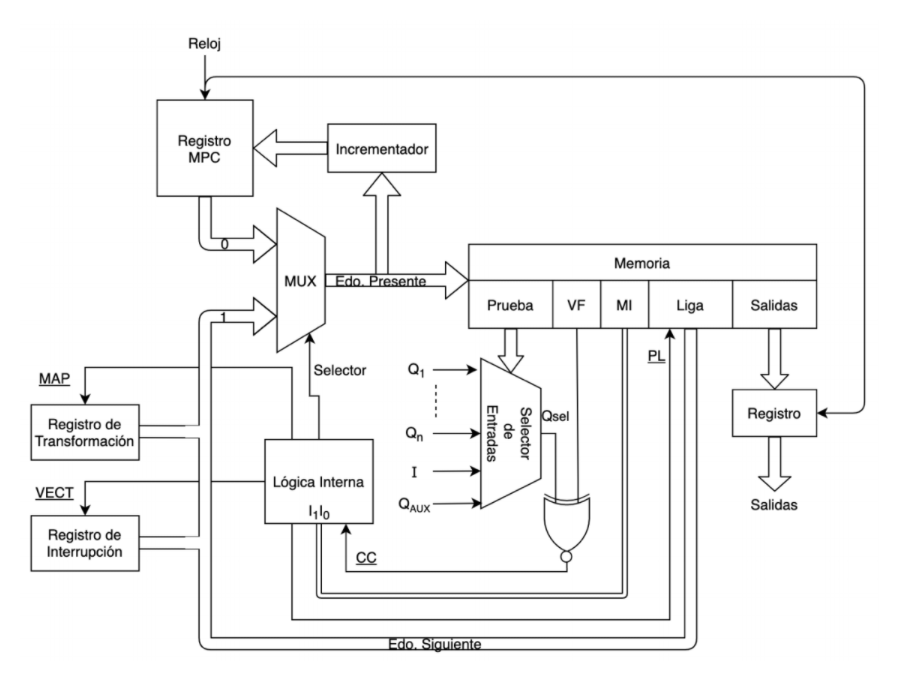 Reloj
Registro
MPC
Incrementador
0
MUX
Edo. Presente
Memoria
Prueba
VF
MI
Liga
Salidas
1
Selector
PL
MAP
Registro de
Transformación
Q1
Qn
I
QAUX
Selector
de
Entradas
Qsel
Registro
Lógica Interna
I1I0
VECT
Registro de
Interrupción
CC
Salidas
Edo. Siguiente